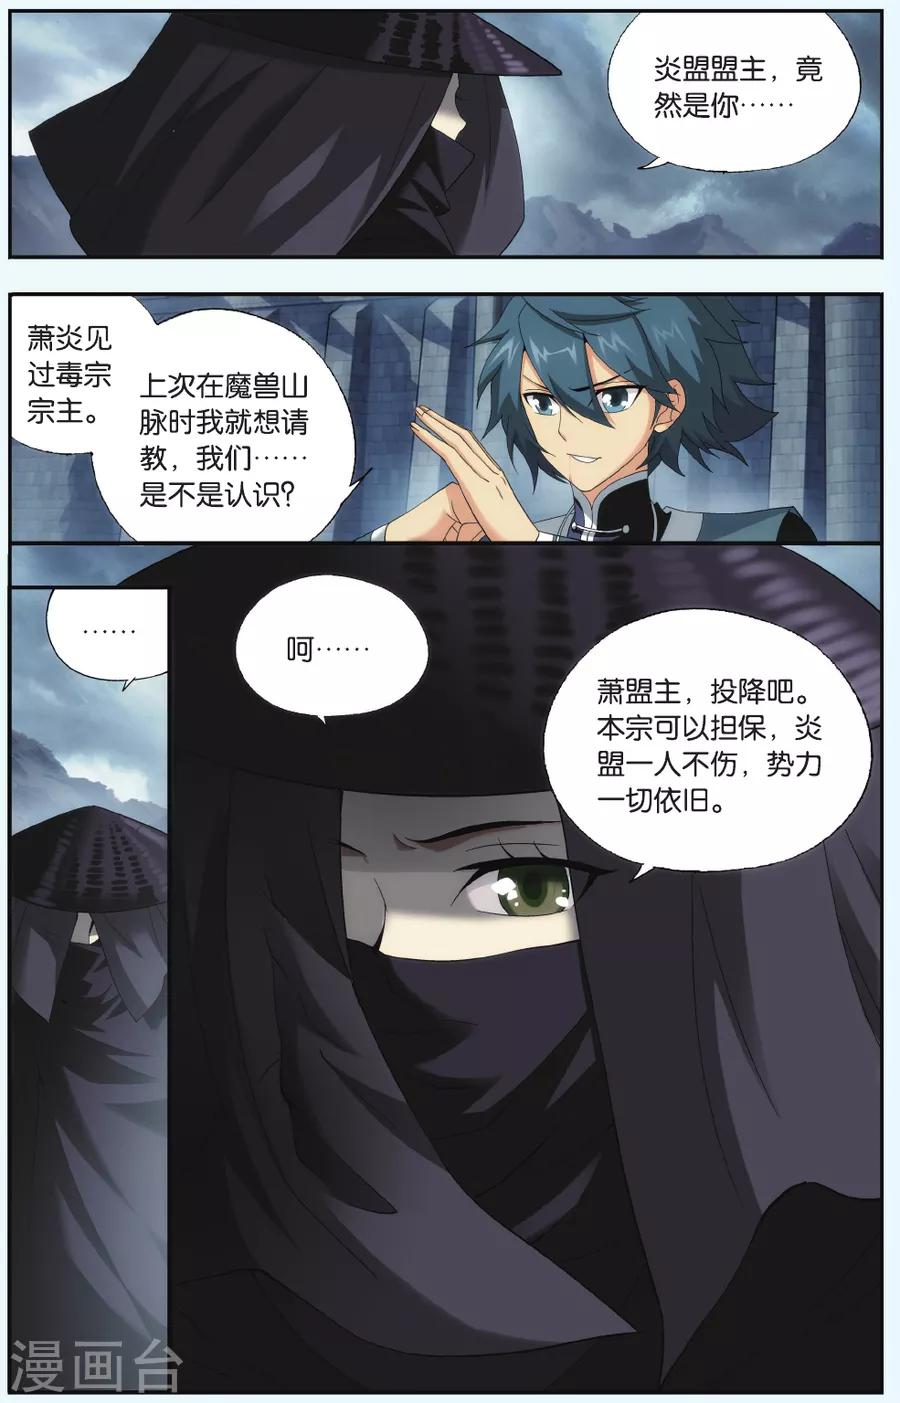 炎盟盟主，竟
然是你……
萧炎见
过毒宗
宗主。
上次在魔兽山
脉时我就想请
教，我们……
是不是认识？
……
呵……
萧盟主，投降吧。
本宗可以担保，炎
盟一人不伤，势力
一切依旧。
漫画台